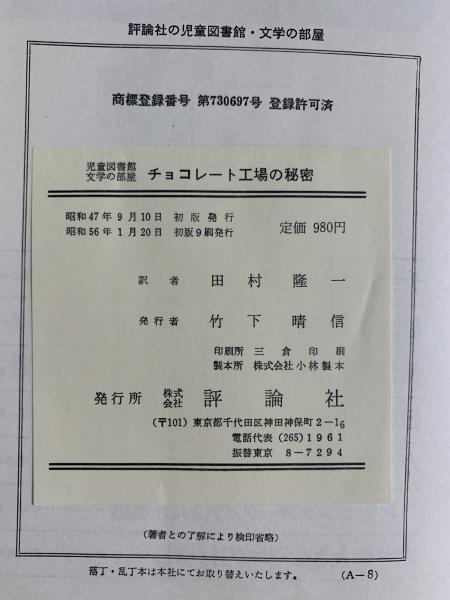 評論社の児童図書館・文学の部屋
商標登録番号 第730697号 登録許可済
児童図書館
文学の部屋 チョコレート工場の秘密
昭和47年9月10日 初版発行
昭和56年1月20日 初版9刷発行
定価 980円
訳者 田村隆一
発行者 竹下晴信
印刷所 三倉印刷
製本所 株式会社小林製本
発行所 株式会社 評論社
(〒101) 東京都千代田区神田神保町2-16
電話代表 (265) 1961
振替東京 8-7294
(著者との了解により検印省略)
落丁・乱丁本は本社にてお取り替えいたします。 (A-8)